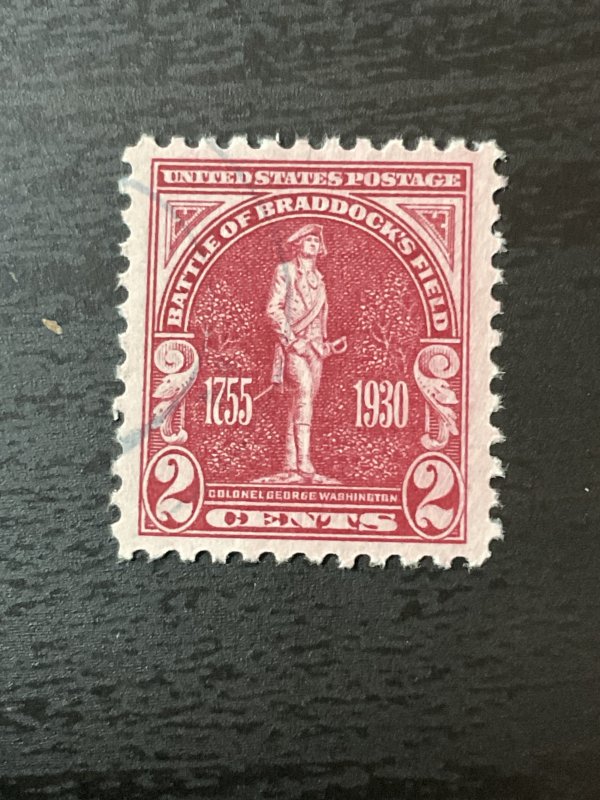 UNITED STATES POSTAGE
BATTLE OF BRADDOCK'S FIELD
1755 1930
COLONEL GEORGE WASHINGTON
2 CENTS 2